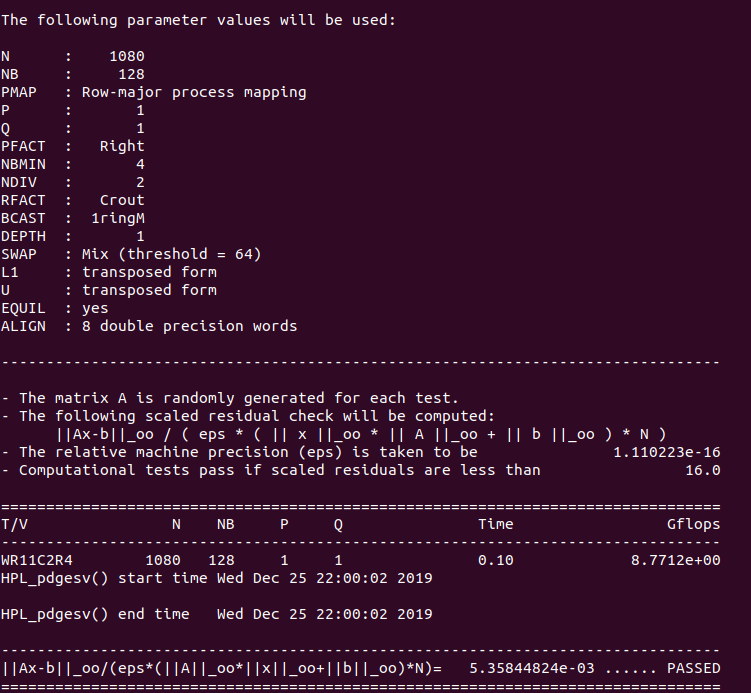 The following parameter values will be used:
N      :    1080
NB     :     128
PMAP   : Row-major process mapping
P      :       1
Q      :       1
PFACT  :   Right
NBMIN  :       4
NDIV   :       2
RFACT  :   Crout
BCAST  :  1ringM
DEPTH  :       1
SWAP   : Mix (threshold = 64)
L1     : transposed form
U      : transposed form
EQUIL  : yes
ALIGN  : 8 double precision words
--------------------------------------------------------------------------------
- The matrix A is randomly generated for each test.
- The following scaled residual check will be computed:
      ||Ax-b||_oo / ( eps * ( || x ||_oo * || A ||_oo + || b ||_oo ) * N )
- The relative machine precision (eps) is taken to be               1.110223e-16
- Computational tests pass if scaled residuals are less than                16.0
================================================================================
T/V                N    NB     P     Q               Time                 Gflops
--------------------------------------------------------------------------------
WR11C2R4        1080   128     1     1               0.10             8.7712e+00
HPL_pdgesv() start time Wed Dec 25 22:00:02 2019
HPL_pdgesv() end time   Wed Dec 25 22:00:02 2019
--------------------------------------------------------------------------------
||Ax-b||_oo/(eps*(||A||_oo*||x||_oo+||b||_oo)*N)=   5.35844824e-03 ...... PASSED
================================================================================